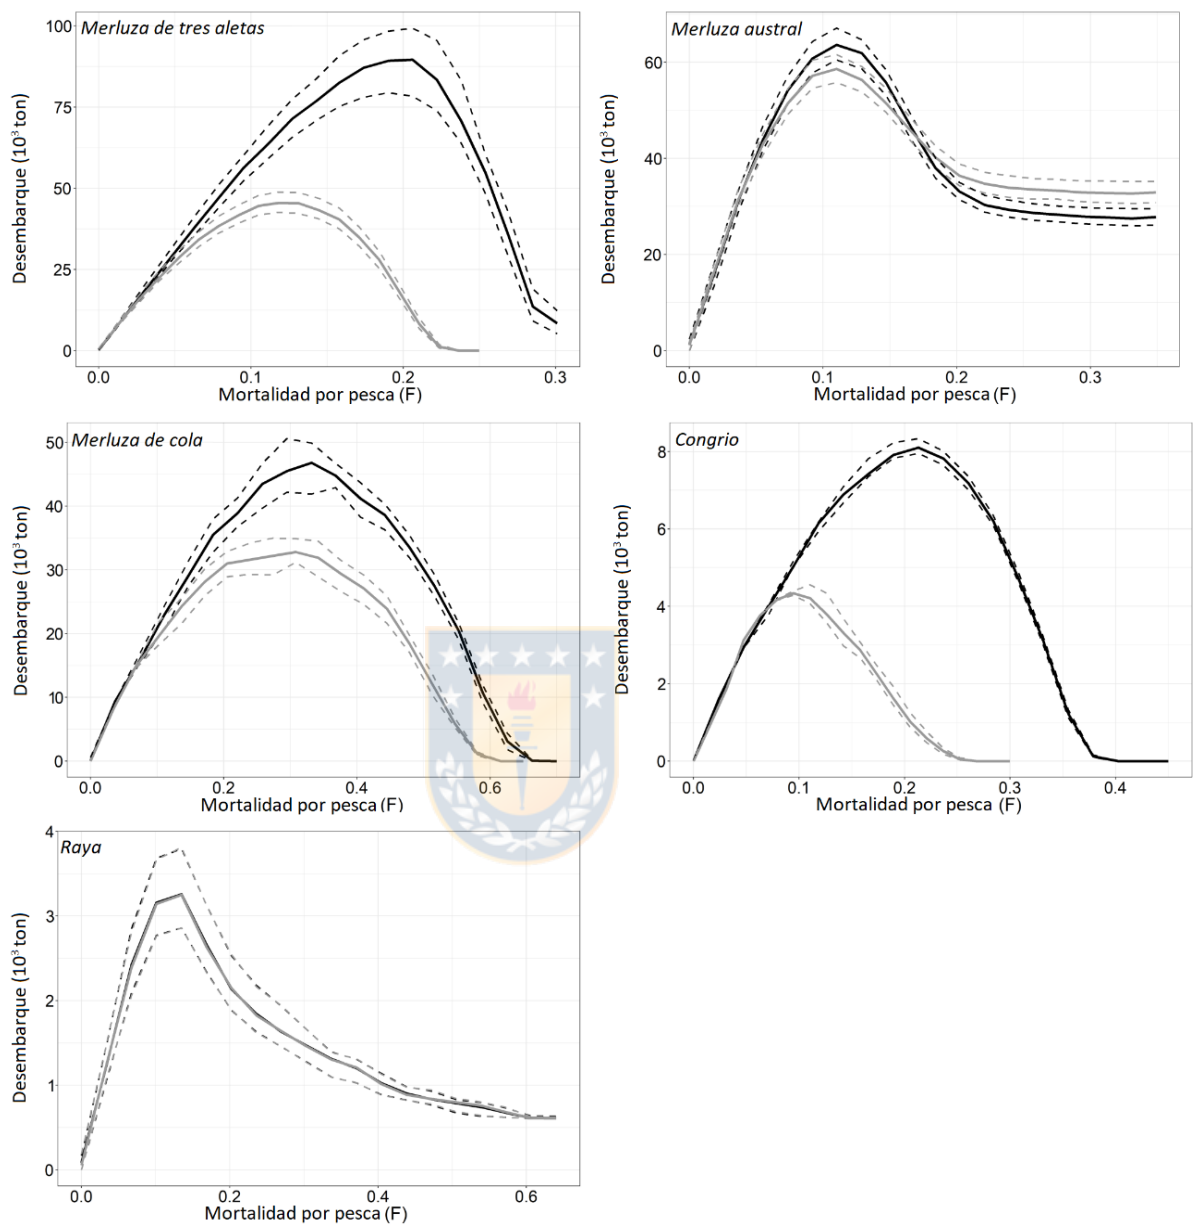 Merluza de tres aletas
Desembarque (10³ ton)
100
75
50
25
0
0.0 0.1 0.2 0.3
Mortalidad por pesca (F)
Merluza austral
Desembarque (10³ ton)
60
40
20
0
0.0 0.1 0.2 0.3
Mortalidad por pesca (F)
Merluza de cola
Desembarque (10³ ton)
50
40
30
20
10
0
0.0 0.2 0.4 0.6
Mortalidad por pesca (F)
Congrio
Desembarque (10³ ton)
8
6
4
2
0
0.0 0.1 0.2 0.3 0.4
Mortalidad por pesca (F)
Raya
Desembarque (10³ ton)
4
3
2
1
0
0.0 0.2 0.4 0.6
Mortalidad por pesca (F)